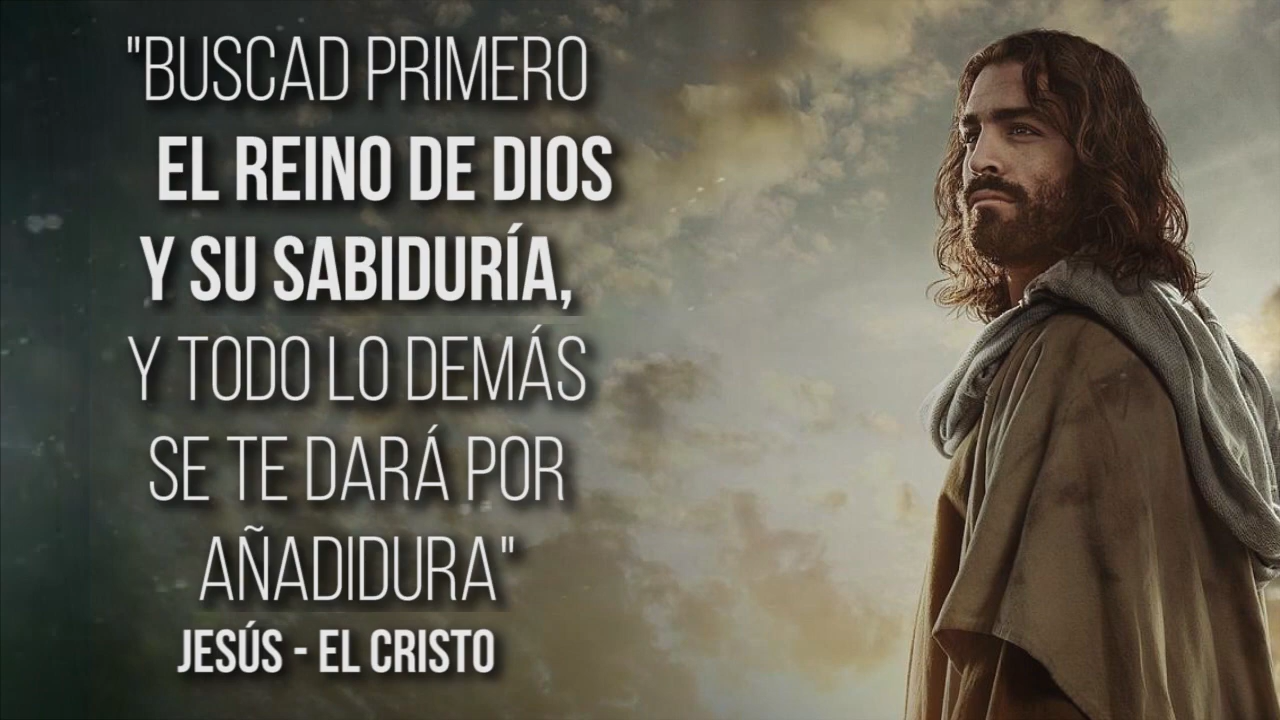 "BUSCAD PRIMERO
EL REINO DE DIOS
Y SU SABIDURÍA,
Y TODO LO DEMÁS
SE TE DARÁ POR
AÑADIDURA"
JESÚS - EL CRISTO